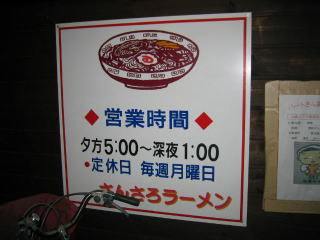 ◆ 営業時間 ◆
夕方5:00〜深夜1:00
・定休日 毎週月曜日
さんさろラーメン